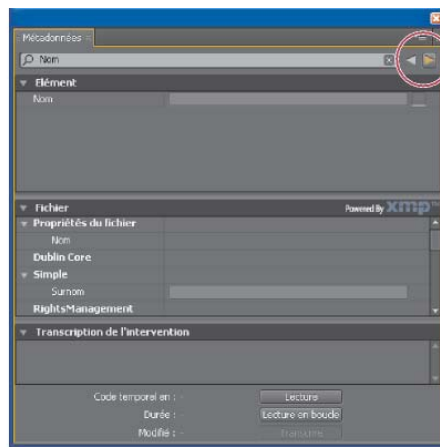 Métadonnées
Nom
Elément
Nom
Fichier
Powered By xmp
Propriétés du fichier
Nom
Dublin Core
Simple
Surnom
RightsManagement
Transcription de l'intervention
Code temporel en : -
Lecture
Durée : -
Lecture en boucle
Modifié : -
Transcrire